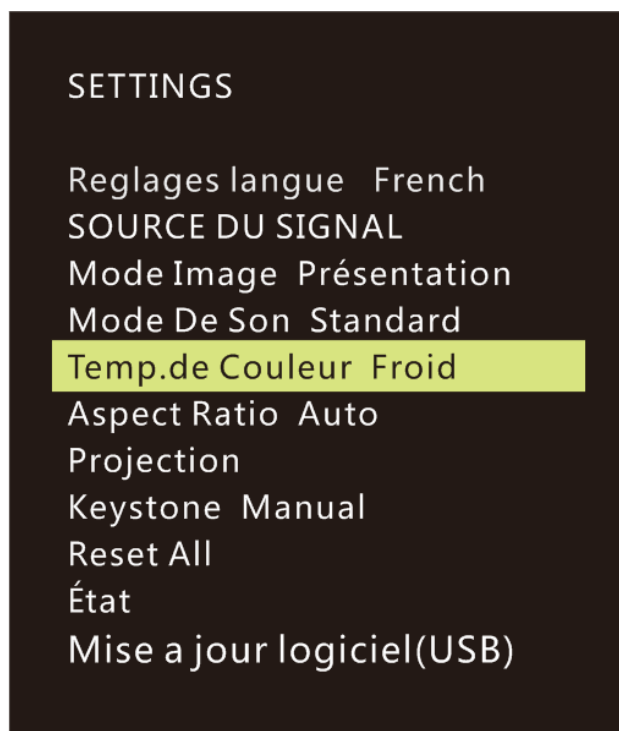 SETTINGS
Reglages langue French
SOURCE DU SIGNAL
Mode Image Présentation
Mode De Son Standard
Temp.de Couleur Froid
Aspect Ratio Auto
Projection
Keystone Manual
Reset All
État
Mise a jour logiciel(USB)